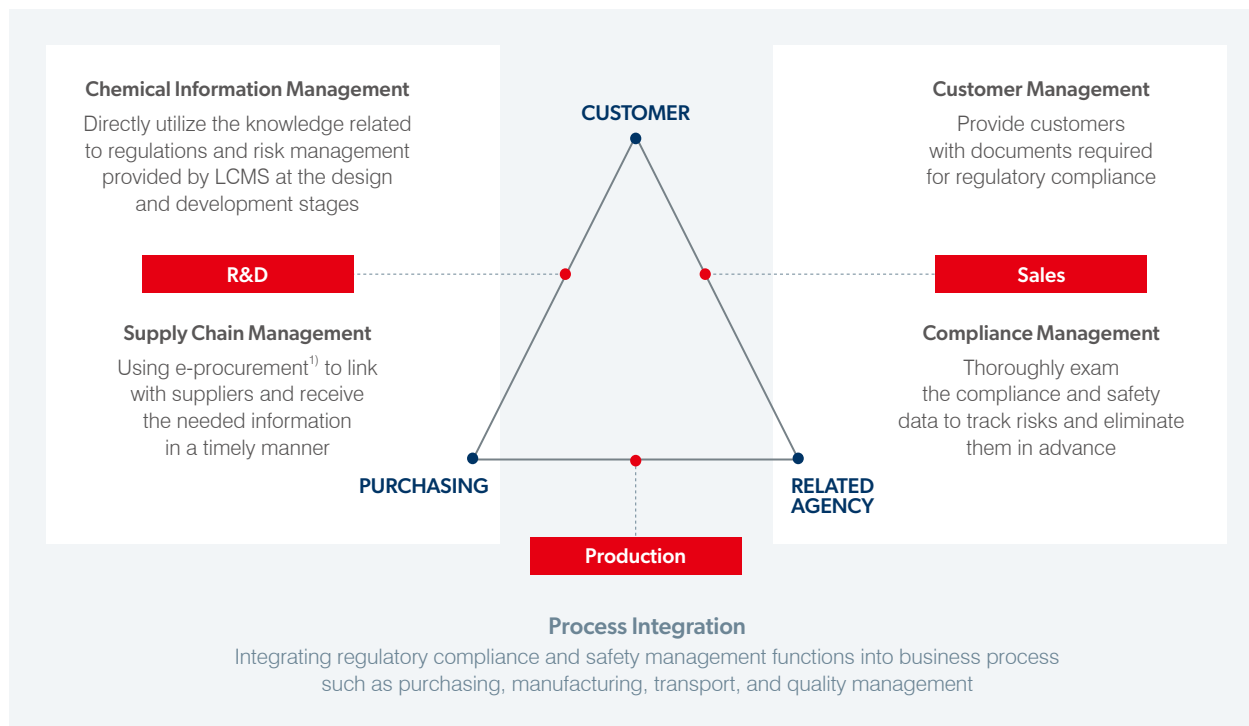 Chemical Information Management
Directly utilize the knowledge related
to regulations and risk management
provided by LCMS at the design
and development stages
R&D
Supply Chain Management
Using e-procurement1) to link
with suppliers and receive
the needed information
in a timely manner
CUSTOMER
PURCHASING
RELATED
AGENCY
Production
Customer Management
Provide customers
with documents required
for regulatory compliance
Sales
Compliance Management
Thoroughly exam
the compliance and safety
data to track risks and eliminate
them in advance
Process Integration
Integrating regulatory compliance and safety management functions into business process
such as purchasing, manufacturing, transport, and quality management